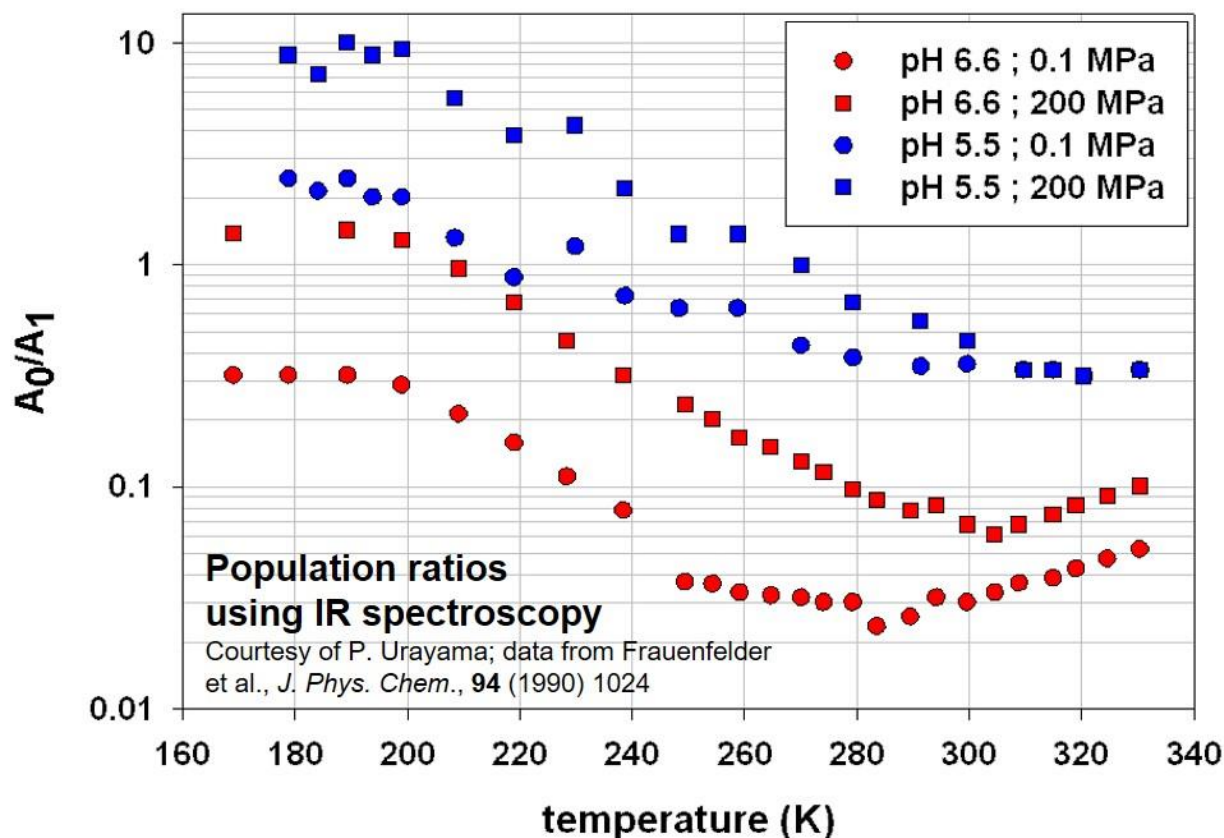 10
1
0.1
0.01
A0/A1
pH 6.6 ; 0.1 MPa
pH 6.6 ; 200 MPa
pH 5.5 ; 0.1 MPa
pH 5.5 ; 200 MPa
Population ratios
using IR spectroscopy
Courtesy of P. Urayama; data from Frauenfelder
et al., J. Phys. Chem., 94 (1990) 1024
160 180 200 220 240 260 280 300 320 340
temperature (K)